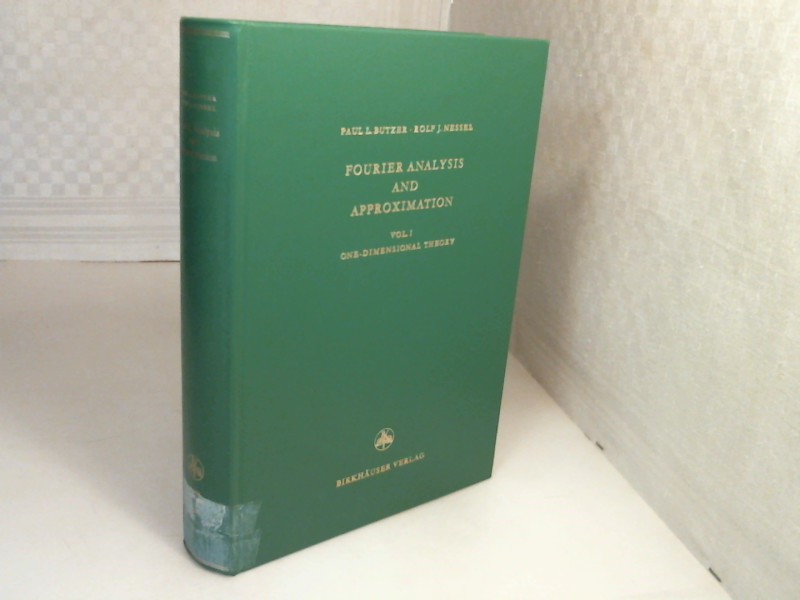 PAUL L. BUTZER · ROLF J. NESSEL
FOURIER ANALYSIS
AND
APPROXIMATION
VOL. I
ONE-DIMENSIONAL THEORY
BIRKHÄUSER VERLAG